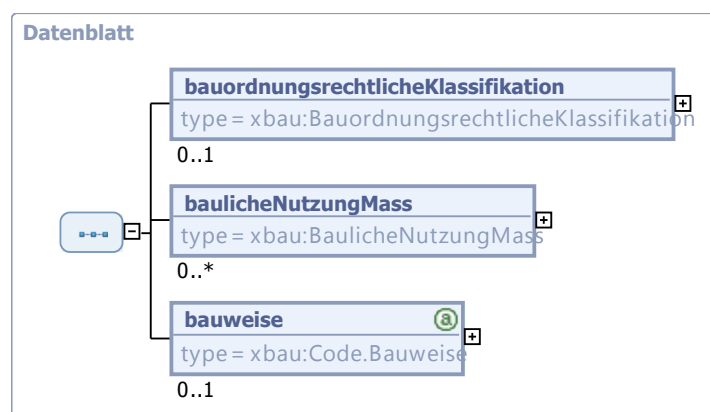 Datenblatt
bauordnungsrechtlicheKlassifikation
type = xbau:BauordnungsrechtlicheKlassifikation
0..1
baulicheNutzungMass
type = xbau:BaulicheNutzungMass
0..*
bauweise @
type = xbau:Code.Bauweise
0..1